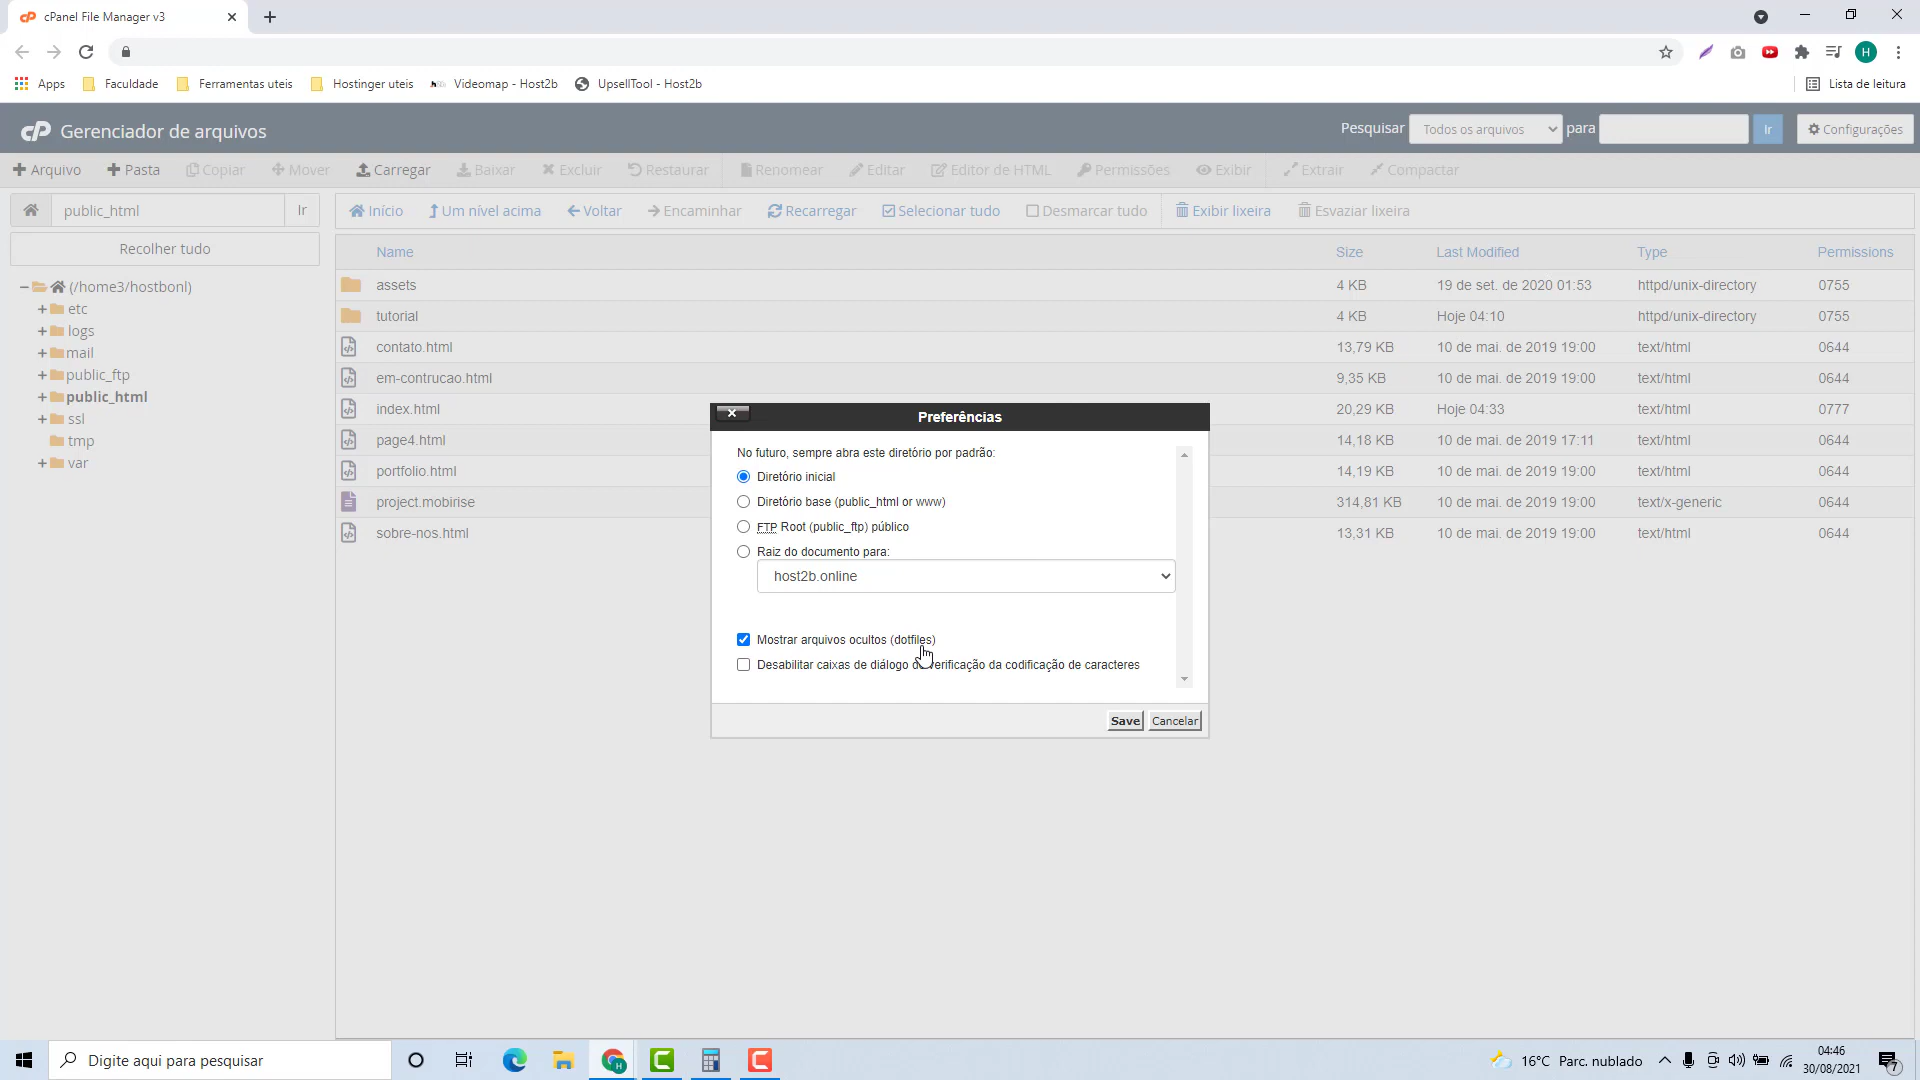 cPanel File Manager v3
Apps Faculdade Ferramentas uteis Hostinger uteis Videomap - Host2b UpsellTool - Host2b Lista de leitura
H
cP Gerenciador de arquivos Pesquisar Todos os arquivos para Ir Configurações
Arquivo Pasta Copiar Mover Carregar Baixar Excluir Restaurar Renomear Editar Editor de HTML Permissões Exibir Extrair Compactar
public_html Ir Início Um nível acima Voltar Encaminhar Recarregar Selecionar tudo Desmarcar tudo Exibir lixeira Esvaziar lixeira
Recolher tudo
(/home3/hostbonl)
etc
logs
mail
public_ftp
public_html
ssl
tmp
var
Name Size Last Modified Type Permissions
assets 4 KB 19 de set. de 2020 01:53 httpd/unix-directory 0755
tutorial 4 KB Hoje 04:10 httpd/unix-directory 0755
contato.html 13,79 KB 10 de mai. de 2019 19:00 text/html 0644
em-contrucao.html 9,35 KB 10 de mai. de 2019 19:00 text/html 0644
index.html 20,29 KB Hoje 04:33 text/html 0777
page4.html 14,18 KB 10 de mai. de 2019 17:11 text/html 0644
portfolio.html 14,19 KB 10 de mai. de 2019 19:00 text/html 0644
project.mobirise 314,81 KB 10 de mai. de 2019 19:00 text/x-generic 0644
sobre-nos.html 13,31 KB 10 de mai. de 2019 19:00 text/html 0644
Preferências
No futuro, sempre abra este diretório por padrão:
Diretório inicial
Diretório base (public_html or www)
FTP Root (public_ftp) público
Raiz do documento para:
host2b.online
Mostrar arquivos ocultos (dotfiles)
Desabilitar caixas de diálogo de verificação da codificação de caracteres
Save Cancelar
Digite aqui para pesquisar
16°C Parc. nublado
04:46
30/08/2021
7